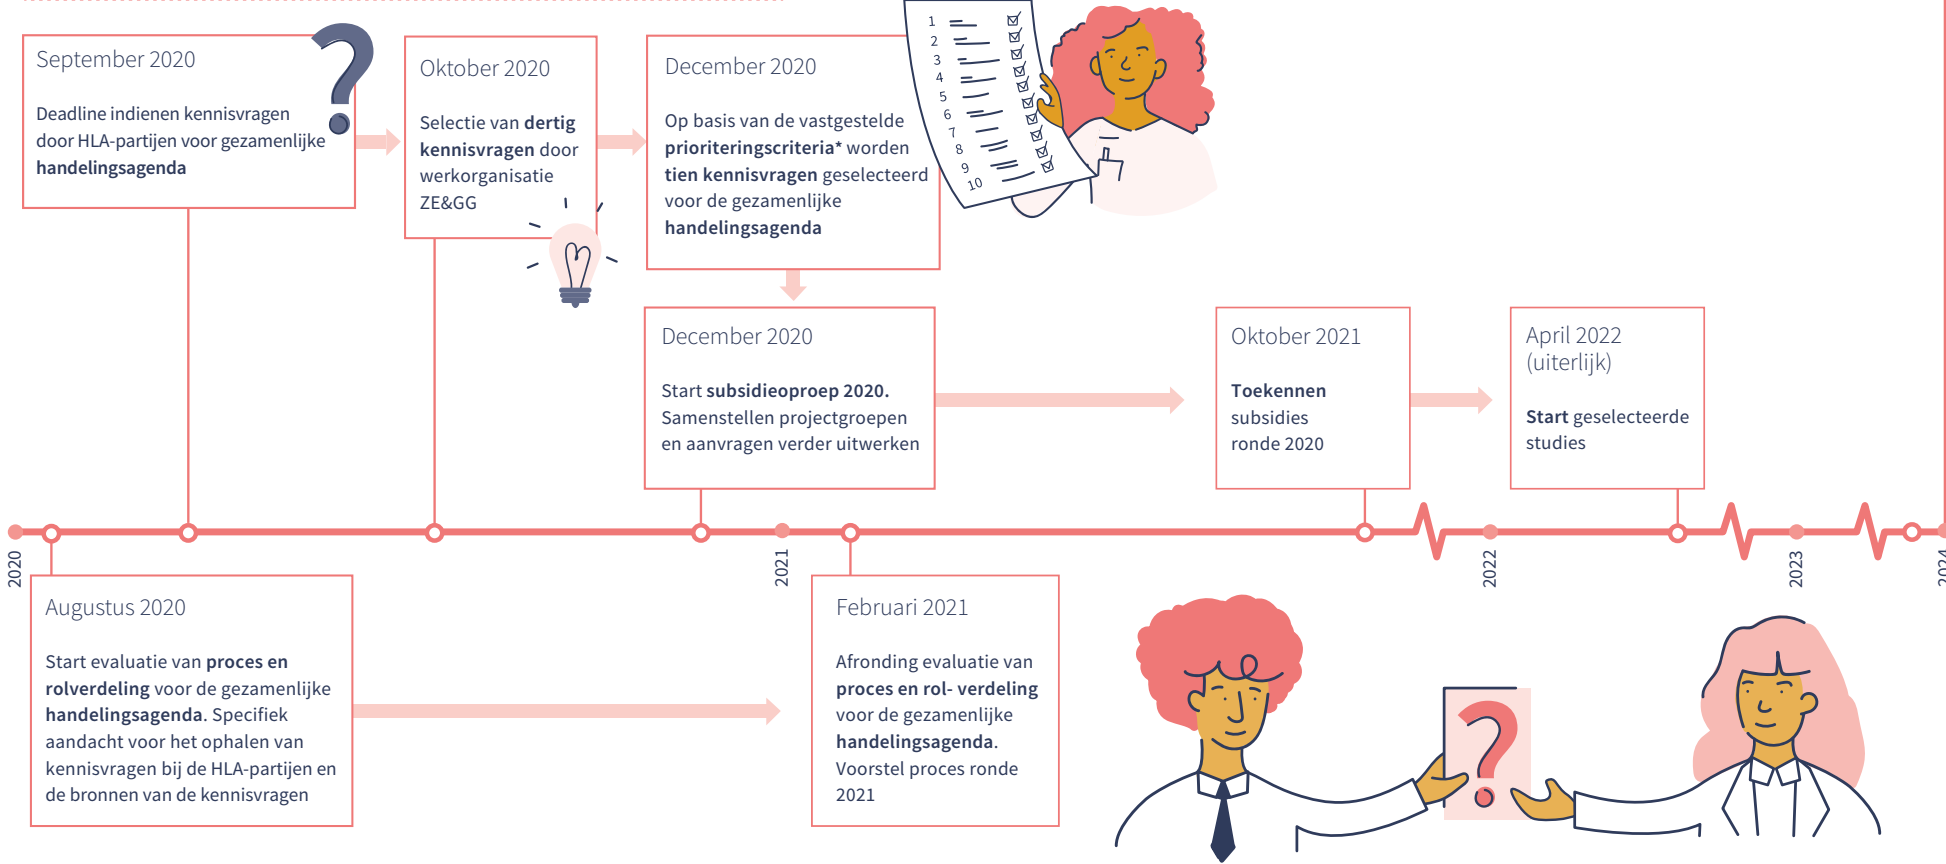 September 2020
Deadline indienen kennisvragen
door HLA-partijen voor gezamenlijke
handelingsagenda
Oktober 2020
Selectie van dertig
kennisvragen door
werkorganisatie
ZE&GG
December 2020
Op basis van de vastgestelde
prioriteringscriteria* worden
tien kennisvragen geselecteerd
voor de gezamenlijke
handelingsagenda
1
2
3
4
5
6
7
8
9
10
December 2020
Start subsidieoproep 2020.
Samenstellen projectgroepen
en aanvragen verder uitwerken
Oktober 2021
Toekennen
subsidies
ronde 2020
April 2022
(uiterlijk)
Start geselecteerde
studies
2020
2021
2022
2023
2024
Augustus 2020
Start evaluatie van proces en
rolverdeling voor de gezamenlijke
handelingsagenda. Specifiek
aandacht voor het ophalen van
kennisvragen bij de HLA-partijen en
de bronnen van de kennisvragen
Februari 2021
Afronding evaluatie van
proces en rol- verdeling
voor de gezamenlijke
handelingsagenda.
Voorstel proces ronde
2021